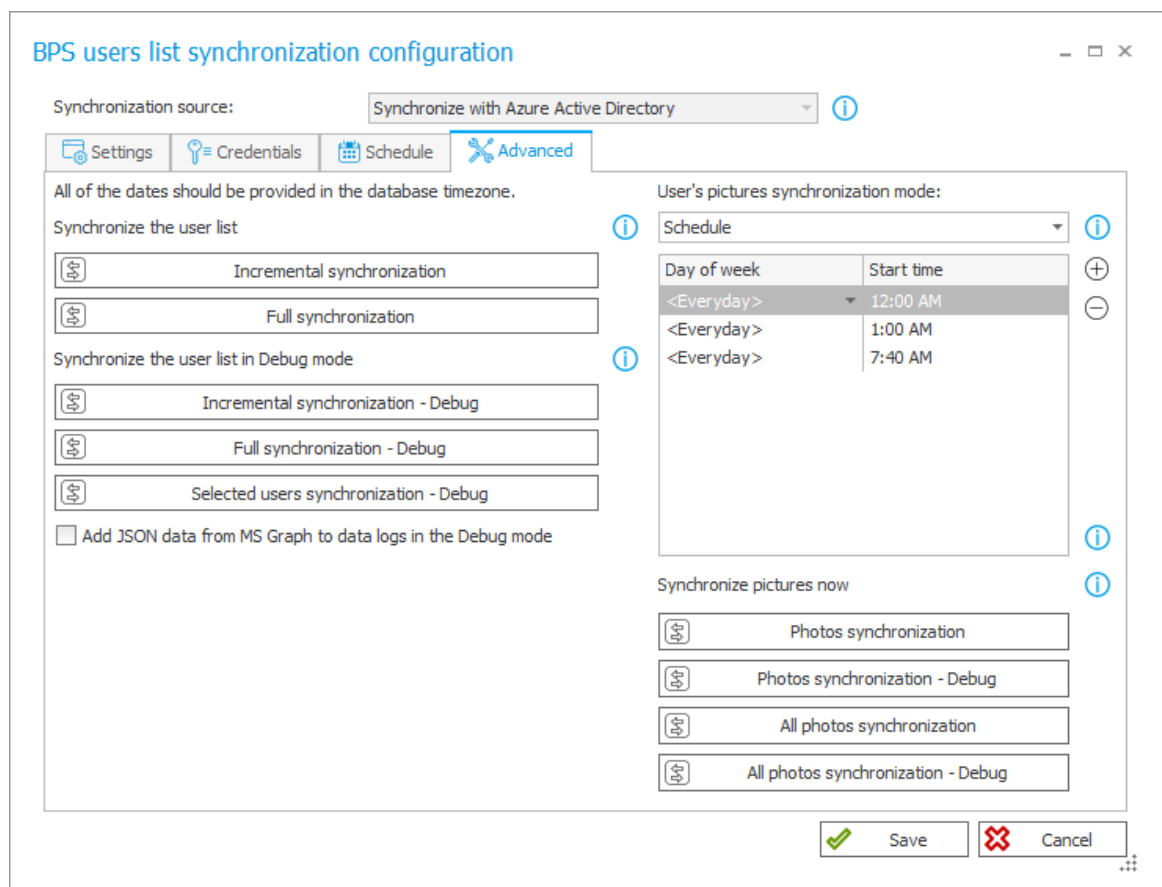 BPS users list synchronization configuration
Synchronization source:
Synchronize with Azure Active Directory
Settings
Credentials
Schedule
Advanced
All of the dates should be provided in the database timezone.
Synchronize the user list
Incremental synchronization
Full synchronization
Synchronize the user list in Debug mode
Incremental synchronization - Debug
Full synchronization - Debug
Selected users synchronization - Debug
Add JSON data from MS Graph to data logs in the Debug mode
User's pictures synchronization mode:
Schedule
Day of week Start time
<Everyday> 12:00 AM
<Everyday> 1:00 AM
<Everyday> 7:40 AM
Synchronize pictures now
Photos synchronization
Photos synchronization - Debug
All photos synchronization
All photos synchronization - Debug
Save
Cancel